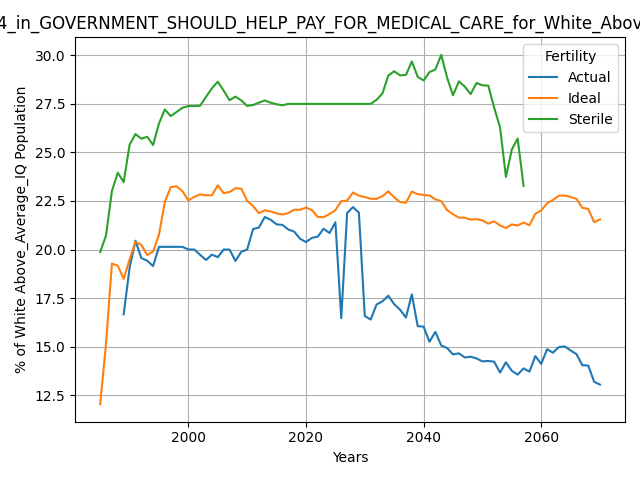 4_in_GOVERNMENT_SHOULD_HELP_PAY_FOR_MEDICAL_CARE_for_White_Abov
Fertility
Actual
Ideal
Sterile
% of White Above_Average_IQ Population
30.0
27.5
25.0
22.5
20.0
17.5
15.0
12.5
2000
2020
2040
2060
Years